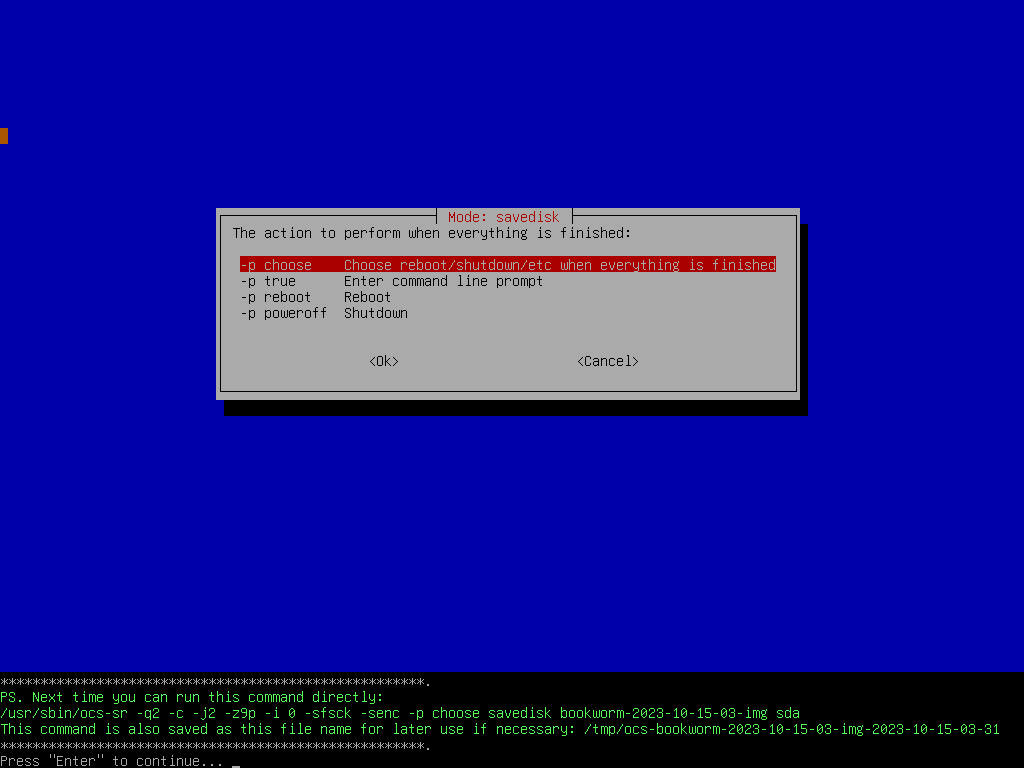 Mode: savedisk
The action to perform when everything is finished:
-p choose    Choose reboot/shutdown/etc when everything is finished
-p true      Enter command line prompt
-p reboot    Reboot
-p poweroff  Shutdown
<Ok>                      <Cancel>
*****************************************************.
PS. Next time you can run this command directly:
/usr/sbin/ocs-sr -q2 -c -j2 -z9p -i 0 -sfsck -senc -p choose savedisk bookworm-2023-10-15-03-img sda
This command is also saved as this file name for later use if necessary: /tmp/ocs-bookworm-2023-10-15-03-img-2023-10-15-03-31
*****************************************************.
Press "Enter" to continue... _